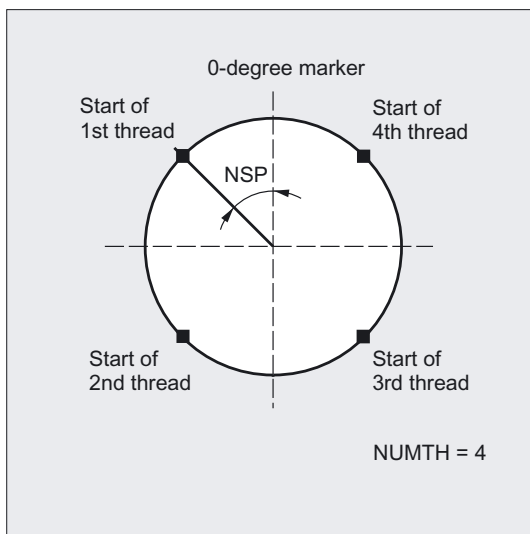 0-degree marker
Start of
1st thread
Start of
4th thread
NSP
Start of
2nd thread
Start of
3rd thread
NUMTH = 4